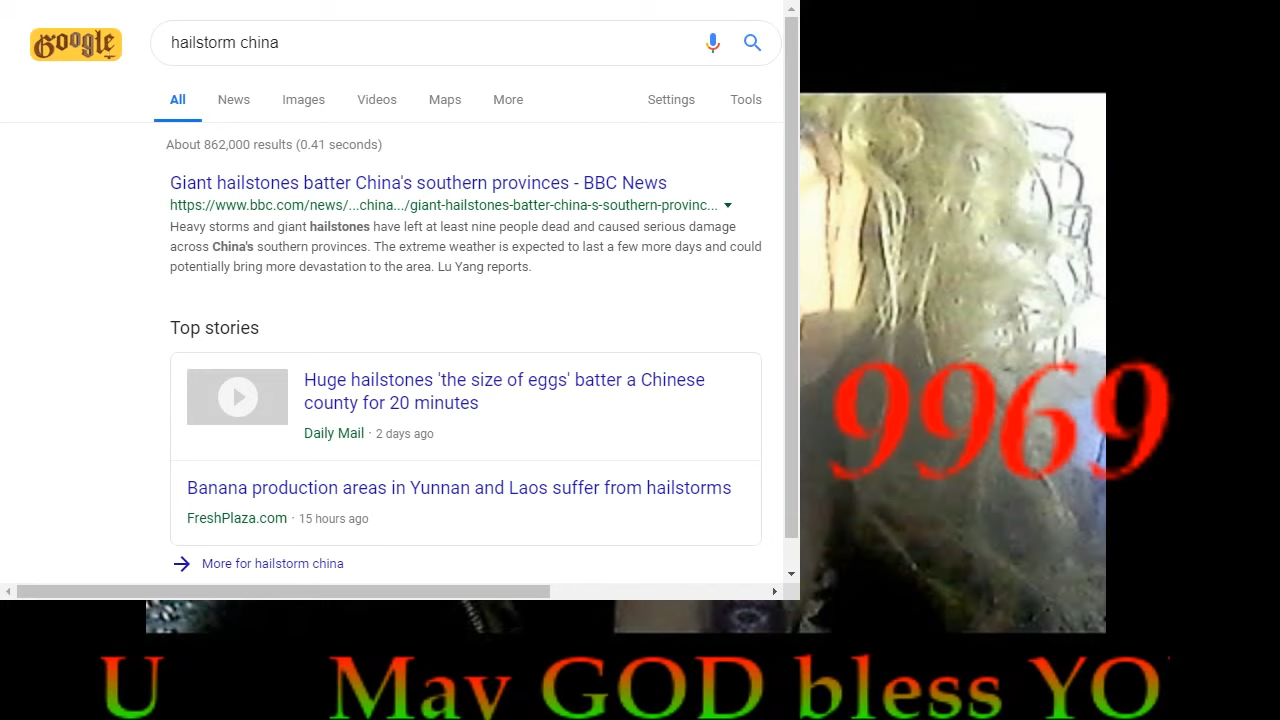 Google
hailstorm china
All News Images Videos Maps More Settings Tools
About 862,000 results (0.41 seconds)
Giant hailstones batter China's southern provinces - BBC News
https://www.bbc.com/news/...china.../giant-hailstones-batter-china-s-southern-provinc...
Heavy storms and giant hailstones have left at least nine people dead and caused serious damage
across China's southern provinces. The extreme weather is expected to last a few more days and could
potentially bring more devastation to the area. Lu Yang reports.
Top stories
Huge hailstones 'the size of eggs' batter a Chinese
county for 20 minutes
Daily Mail · 2 days ago
Banana production areas in Yunnan and Laos suffer from hailstorms
FreshPlaza.com · 15 hours ago
More for hailstorm china
9969
U May GOD bless YO